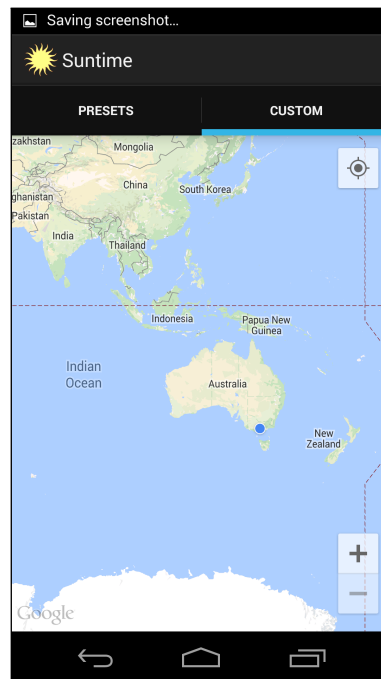 Saving screenshot...
Suntime
PRESETS
CUSTOM
zakhstan
Mongolia
China
South Korea
ghanistan
Pakistan
India
Thailand
Indonesia
Papua New
Guinea
Indian
Ocean
Australia
New
Zealand
Google